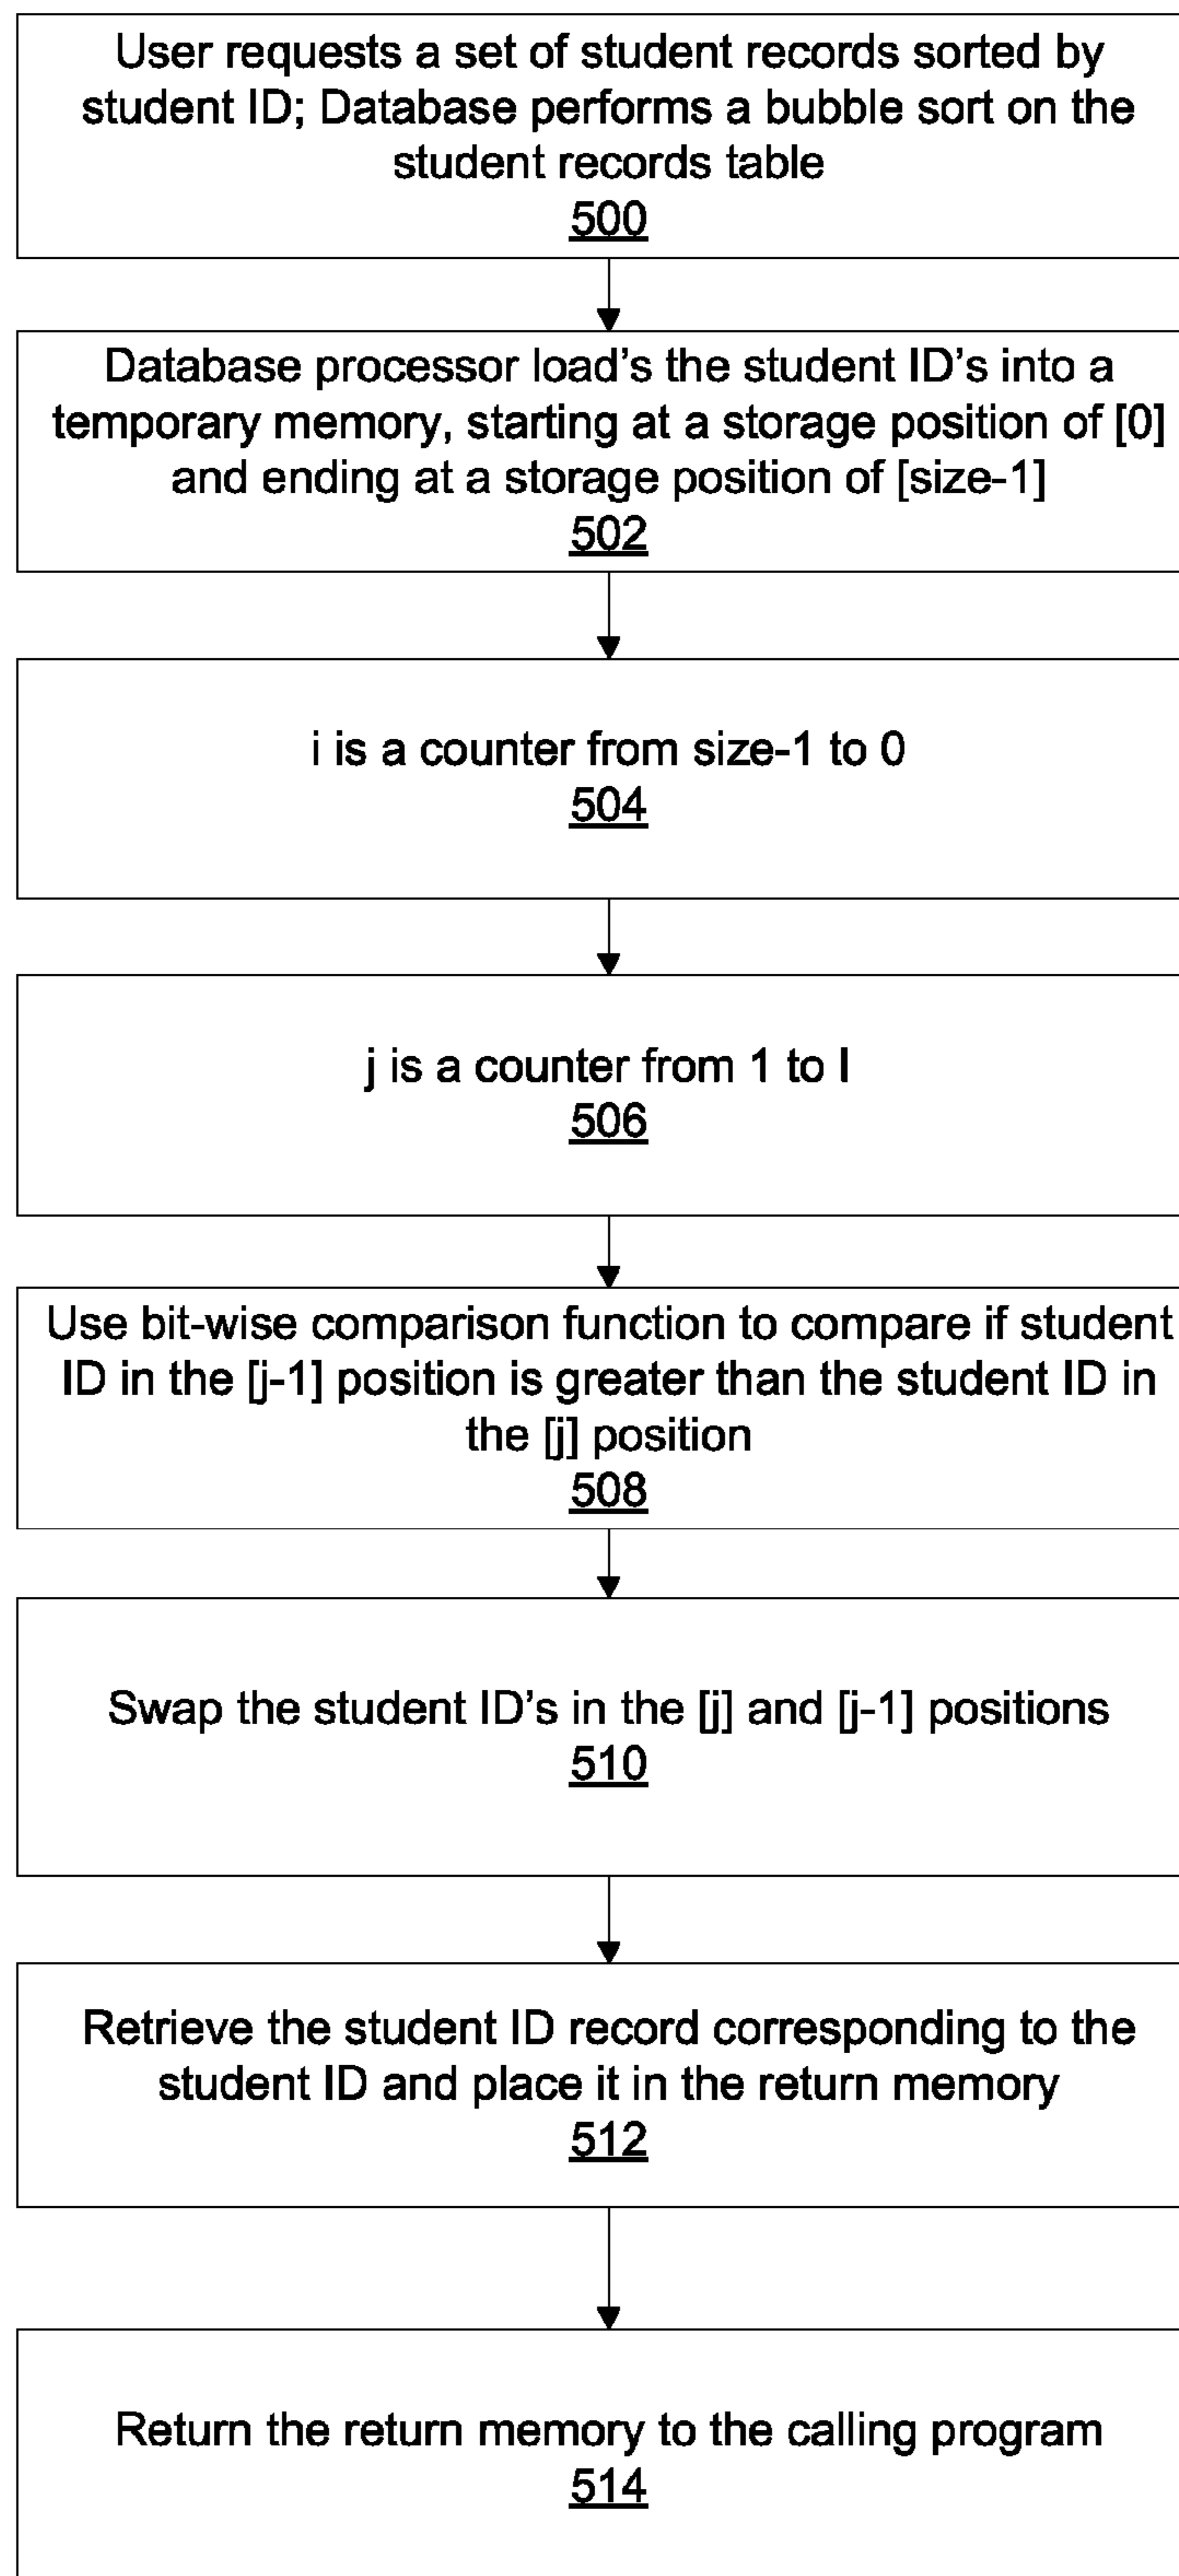 User requests a set of student records sorted by
student ID; Database performs a bubble sort on the
student records table
500
Database processor load's the student ID's into a
temporary memory, starting at a storage position of [0]
and ending at a storage position of [size-1]
502
i is a counter from size-1 to 0
504
j is a counter from 1 to I
506
Use bit-wise comparison function to compare if student
ID in the [j-1] position is greater than the student ID in
the [j] position
508
Swap the student ID's in the [j] and [j-1] positions
510
Retrieve the student ID record corresponding to the
student ID and place it in the return memory
512
Return the return memory to the calling program
514